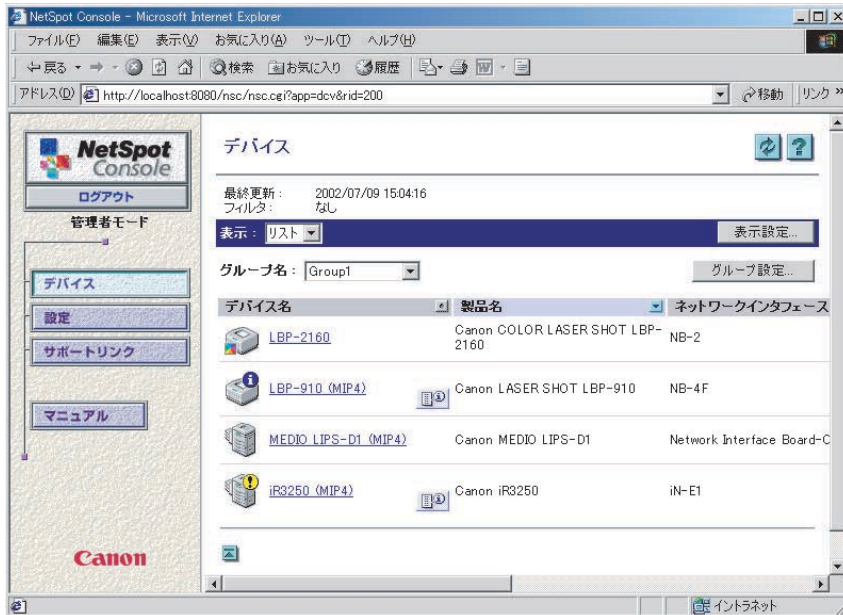 NetSpot Console - Microsoft Internet Explorer
ファイル(F) 編集(E) 表示(V) お気に入り(A) ツール(T) ヘルプ(H)
戻る 検索 お気に入り 履歴
アドレス(D) http://localhost:8080/nsc/nsc.cgi?app=dcv&rid=200 移動 リンク »
NetSpot
Console
ログアウト
管理者モード
デバイス
設定
サポートリンク
マニュアル
Canon
デバイス
最終更新: 2002/07/09 15:04:16
フィルタ: なし
表示: リスト 表示設定...
グループ名: Group1 グループ設定...
デバイス名 製品名 ネットワークインタフェース
LBP-2160 Canon COLOR LASER SHOT LBP-
2160 NB-2
LBP-910 (MIP4) Canon LASER SHOT LBP-910 NB-4F
MEDIO LIPS-D1 (MIP4) Canon MEDIO LIPS-D1 Network Interface Board-C
iR3250 (MIP4) Canon iR3250 iN-E1
イントラネット